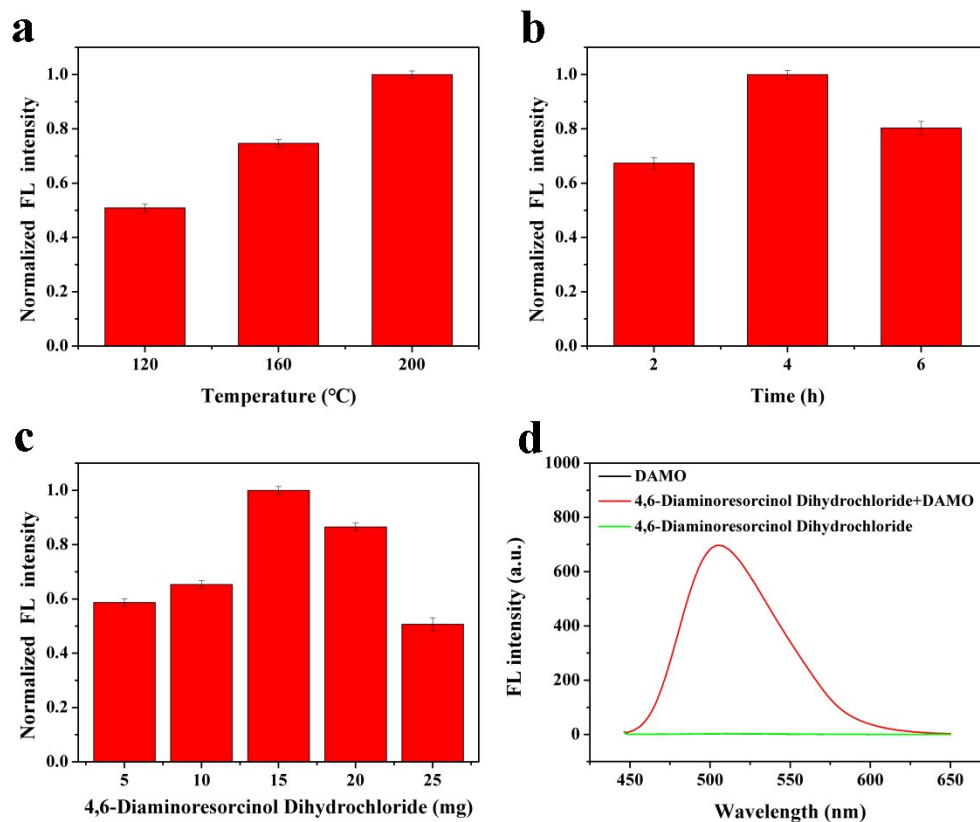 a
Normalized FL intensity
1.0
0.8
0.6
0.4
0.2
0.0
120 160 200
Temperature (°C)
b
Normalized FL intensity
1.0
0.8
0.6
0.4
0.2
0.0
2 4 6
Time (h)
c
Normalized FL intensity
1.0
0.8
0.6
0.4
0.2
0.0
5 10 15 20 25
4,6-Diaminoresorcinol Dihydrochloride (mg)
d
FL intensity (a.u.)
1000
800
600
400
200
0
DAMO
4,6-Diaminoresorcinol Dihydrochloride+DAMO
4,6-Diaminoresorcinol Dihydrochloride
450 500 550 600 650
Wavelength (nm)